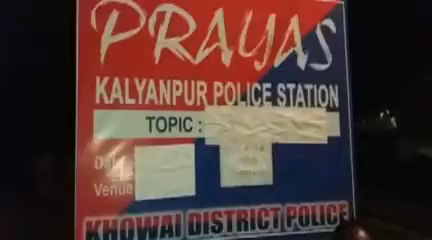 PRAYAS
KALYANPUR POLICE STATION
TOPIC :
Venue
KHOWAI DISTRICT POLICE